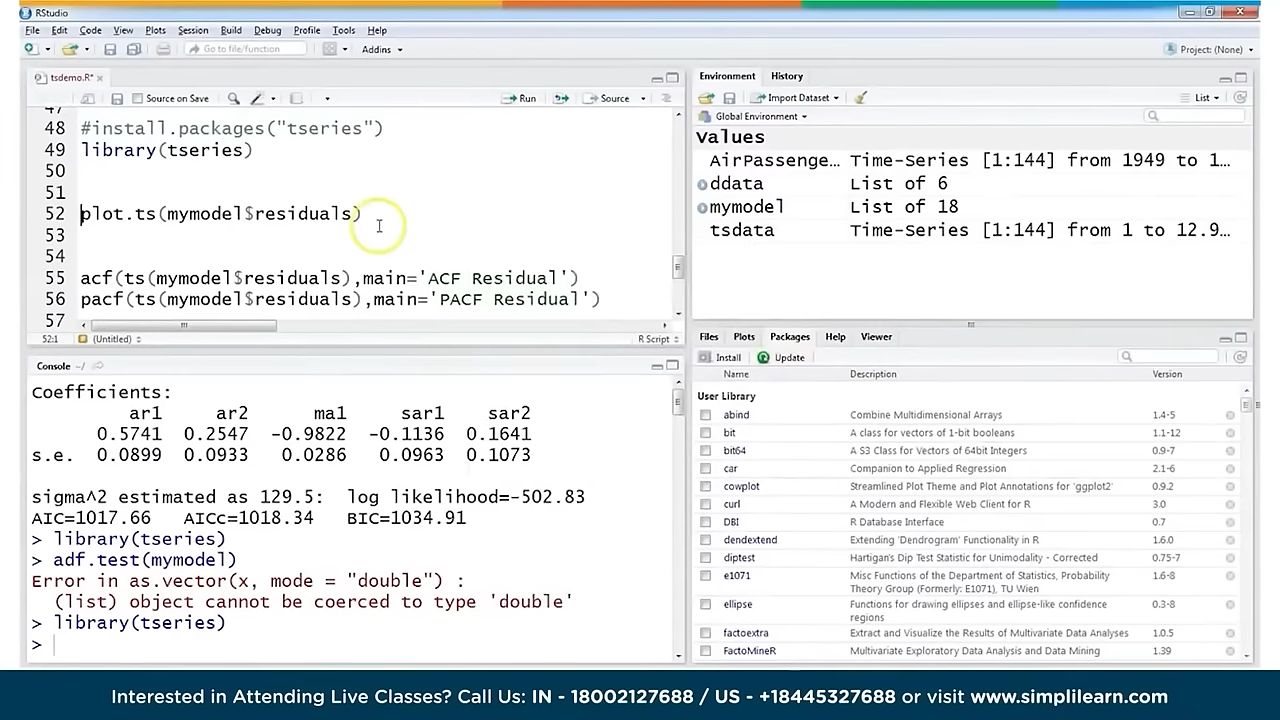 RStudio
File Edit Code View Plots Session Build Debug Profile Tools Help
Go to file/function Addins Project: (None)
tsdemo.R* ×
Source on Save Run Source
47
48 #install.packages("tseries")
49 library(tseries)
50
51
52 plot.ts(mymodel$residuals)
53
54
55 acf(ts(mymodel$residuals),main='ACF Residual')
56 pacf(ts(mymodel$residuals),main='PACF Residual')
57
52:1 (Untitled) R Script
Console ~/
Coefficients:
ar1 ar2 ma1 sar1 sar2
0.5741 0.2547 -0.9822 -0.1136 0.1641
s.e. 0.0899 0.0933 0.0286 0.0963 0.1073
sigma^2 estimated as 129.5: log likelihood=-502.83
AIC=1017.66 AICc=1018.34 BIC=1034.91
> library(tseries)
> adf.test(mymodel)
Error in as.vector(x, mode = "double") :
(list) object cannot be coerced to type 'double'
> library(tseries)
>
Environment History
Import Dataset List
Global Environment
Values
AirPassenge… Time-Series [1:144] from 1949 to 1…
ddata List of 6
mymodel List of 18
tsdata Time-Series [1:144] from 1 to 12.9…
Files Plots Packages Help Viewer
Install Update
Name Description Version
User Library
abind Combine Multidimensional Arrays 1.4-5
bit A class for vectors of 1-bit booleans 1.1-12
bit64 A S3 Class for Vectors of 64bit Integers 0.9-7
car Companion to Applied Regression 2.1-6
cowplot Streamlined Plot Theme and Plot Annotations for 'ggplot2' 0.9.2
curl A Modern and Flexible Web Client for R 3.0
DBI R Database Interface 0.7
dendextend Extending 'Dendrogram' Functionality in R 1.6.0
diptest Hartigan's Dip Test Statistic for Unimodality - Corrected 0.75-7
e1071 Misc Functions of the Department of Statistics, Probability 1.6-8
Theory Group (Formerly: E1071), TU Wien
ellipse Functions for drawing ellipses and ellipse-like confidence 0.3-8
regions
factoextra Extract and Visualize the Results of Multivariate Data Analyses 1.0.5
FactoMineR Multivariate Exploratory Data Analysis and Data Mining 1.39
Interested in Attending Live Classes? Call Us: IN - 18002127688 / US - +18445327688 or visit www.simplilearn.com